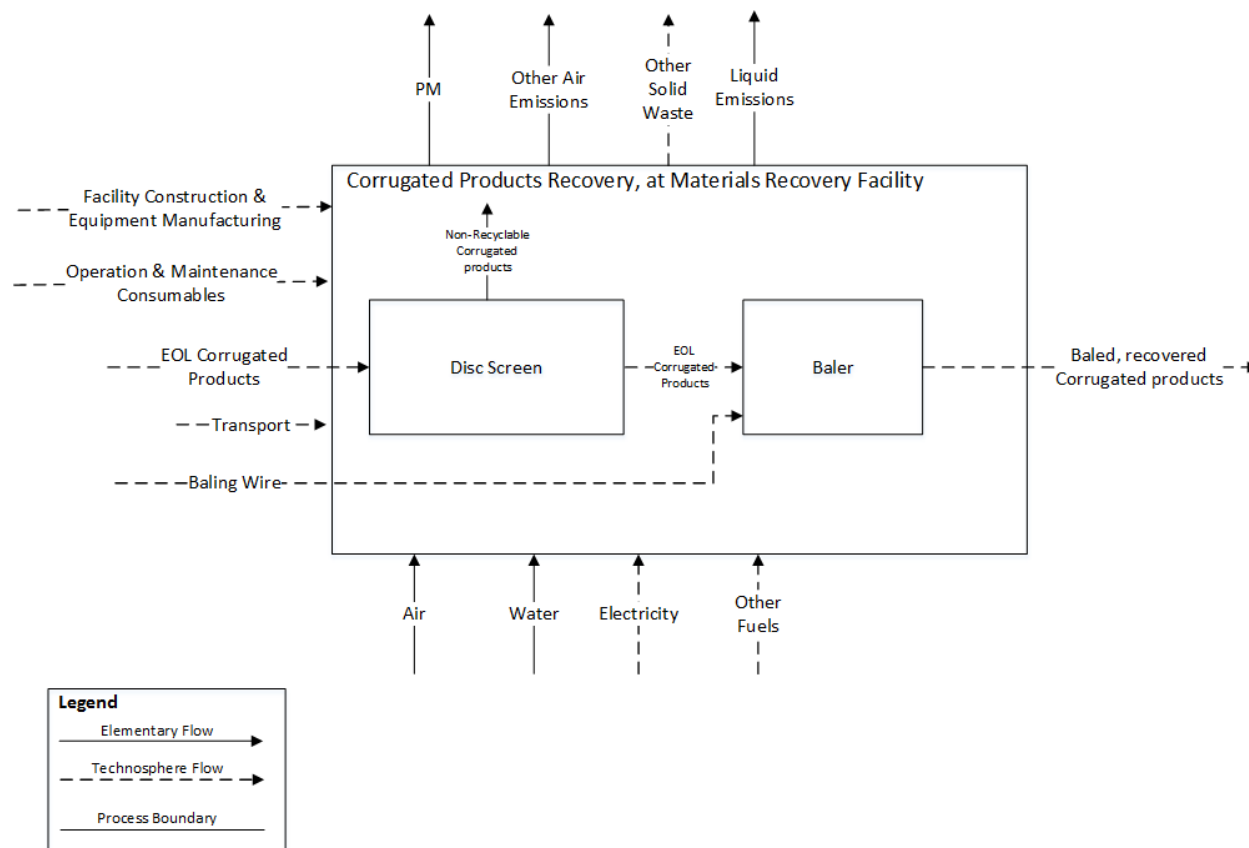 PM
Other Air
Emissions
Other
Solid
Waste
Liquid
Emissions
Corrugated Products Recovery, at Materials Recovery Facility
Facility Construction &
Equipment Manufacturing
Non-Recyclable
Corrugated
products
Operation & Maintenance
Consumables
EOL Corrugated
Products
Disc Screen
EOL
Corrugated
Products
Baler
Baled, recovered
Corrugated products
Transport
Baling Wire
Air
Water
Electricity
Other
Fuels
Legend
Elementary Flow
Technosphere Flow
Process Boundary